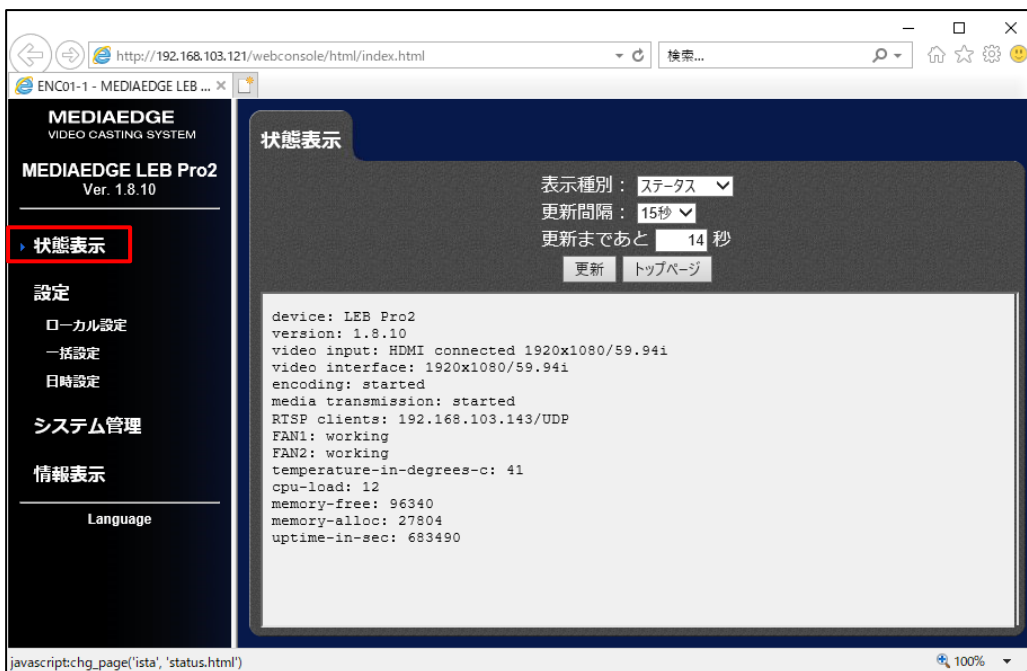 http://192.168.103.121/webconsole/html/index.html
検索...
ENC01-1 - MEDIAEDGE LEB ...
MEDIAEDGE
VIDEO CASTING SYSTEM
MEDIAEDGE LEB Pro2
Ver. 1.8.10
状態表示
設定
ローカル設定
一括設定
日時設定
システム管理
情報表示
Language
状態表示
表示種別： ステータス
更新間隔： 15秒
更新まであと 14 秒
更新 トップページ
device: LEB Pro2
version: 1.8.10
video input: HDMI connected 1920x1080/59.94i
video interface: 1920x1080/59.94i
encoding: started
media transmission: started
RTSP clients: 192.168.103.143/UDP
FAN1: working
FAN2: working
temperature-in-degrees-c: 41
cpu-load: 12
memory-free: 96340
memory-alloc: 27804
uptime-in-sec: 683490
javascript:chg_page('ista', 'status.html')
100%